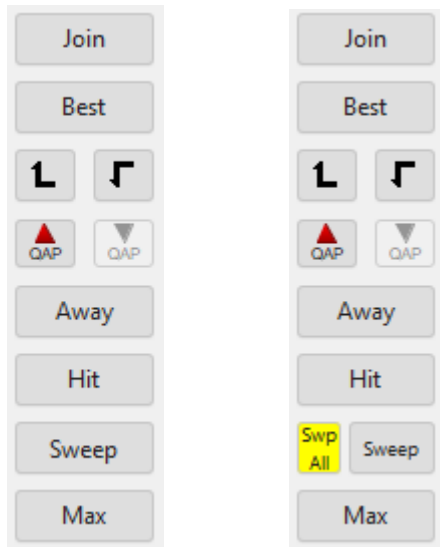 Join
Best
QAP QAP
Away
Hit
Sweep
Max
Join
Best
QAP QAP
Away
Hit
Swp
All
Sweep
Max